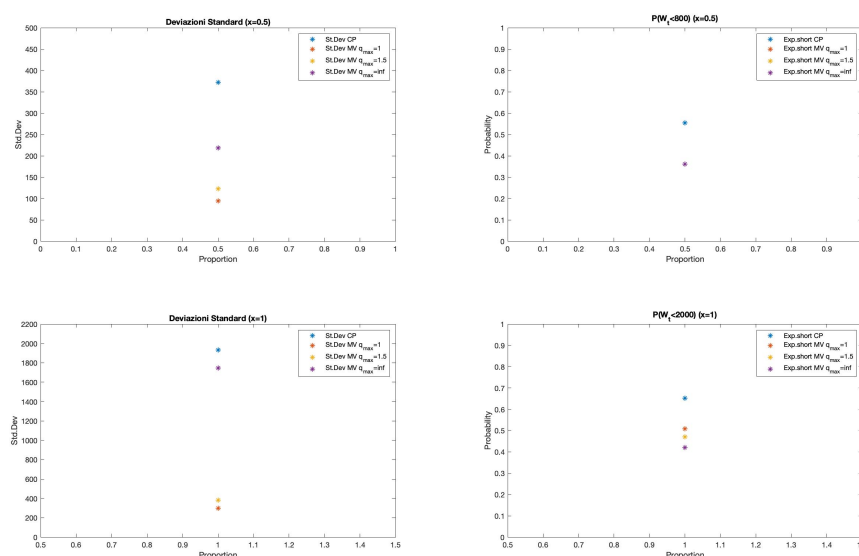 Deviazioni Standard (x=0.5)
St.Dev CP
St.Dev MV q_max=1
St.Dev MV q_max=1.5
St.Dev MV q_max=inf
Std.Dev
500
450
400
350
300
250
200
150
100
50
0
0 0.1 0.2 0.3 0.4 0.5 0.6 0.7 0.8 0.9 1
Proportion
P(W_t<800) (x=0.5)
Exp.short CP
Exp.short MV q_max=1
Exp.short MV q_max=1.5
Exp.short MV q_max=inf
Probability
1
0.9
0.8
0.7
0.6
0.5
0.4
0.3
0.2
0.1
0
0 0.1 0.2 0.3 0.4 0.5 0.6 0.7 0.8 0.9
Proportion
Deviazioni Standard (x=1)
St.Dev CP
St.Dev MV q_max=1
St.Dev MV q_max=1.5
St.Dev MV q_max=inf
Std.Dev
2200
2000
1800
1600
1400
1200
1000
800
600
400
200
0
0.5 0.6 0.7 0.8 0.9 1 1.1 1.2 1.3 1.4 1.5
Proportion
P(W_t<2000) (x=1)
Exp.short CP
Exp.short MV q_max=1
Exp.short MV q_max=1.5
Exp.short MV q_max=inf
Probability
1
0.9
0.8
0.7
0.6
0.5
0.4
0.3
0.2
0.1
0
0.5 0.6 0.7 0.8 0.9 1 1.1 1.2 1.3 1.4
Proportion